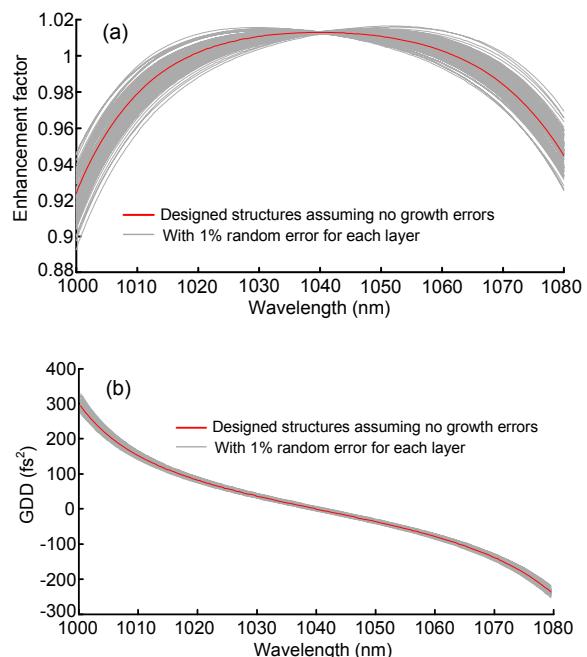 (a)
1.02
1
0.98
0.96
0.94
0.92
0.9
0.88
Enhancement factor
Designed structures assuming no growth errors
With 1% random error for each layer
1000 1010 1020 1030 1040 1050 1060 1070 1080
Wavelength (nm)
(b)
400
300
200
100
0
-100
-200
-300
GDD (fs²)
Designed structures assuming no growth errors
With 1% random error for each layer
1000 1010 1020 1030 1040 1050 1060 1070 1080
Wavelength (nm)